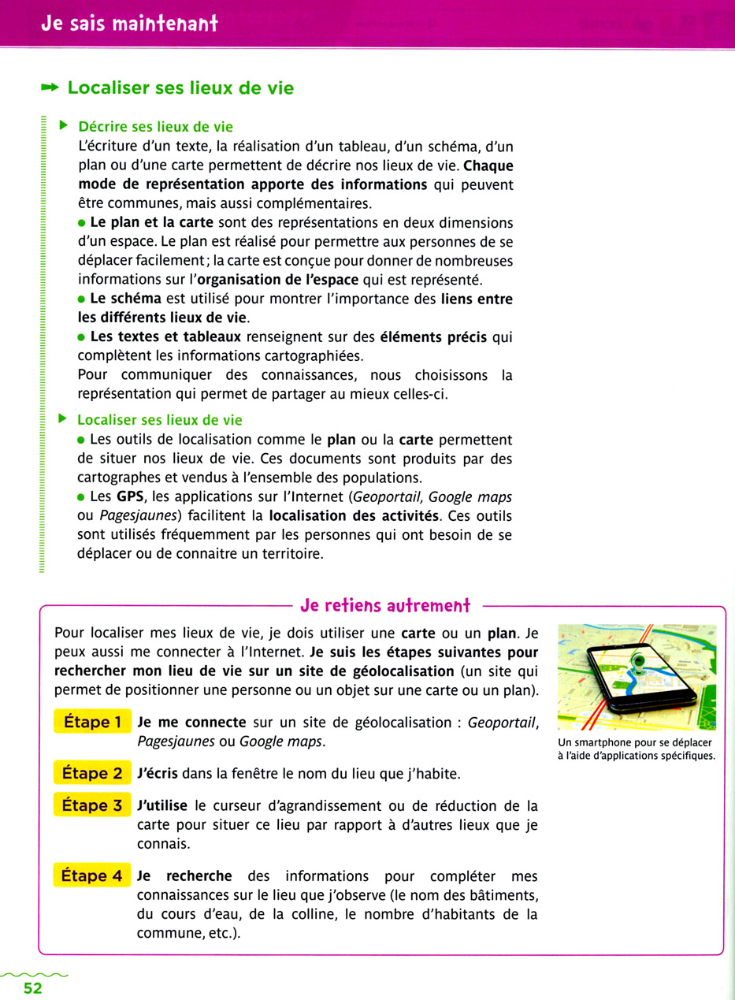 Je sais maintenant
Localiser ses lieux de vie
Décrire ses lieux de vie
L'écriture d'un texte, la réalisation d'un tableau, d'un schéma, d'un
plan ou d'une carte permettent de décrire nos lieux de vie. Chaque
mode de représentation apporte des informations qui peuvent
être communes, mais aussi complémentaires.
• Le plan et la carte sont des représentations en deux dimensions
d'un espace. Le plan est réalisé pour permettre aux personnes de se
déplacer facilement ; la carte est conçue pour donner de nombreuses
informations sur l'organisation de l'espace qui est représenté.
• Le schéma est utilisé pour montrer l'importance des liens entre
les différents lieux de vie.
• Les textes et tableaux renseignent sur des éléments précis qui
complètent les informations cartographiées.
Pour communiquer des connaissances, nous choisissons la
représentation qui permet de partager au mieux celles-ci.
Localiser ses lieux de vie
• Les outils de localisation comme le plan ou la carte permettent
de situer nos lieux de vie. Ces documents sont produits par des
cartographes et vendus à l'ensemble des populations.
• Les GPS, les applications sur l'Internet (Geoportail, Google maps
ou Pagesjaunes) facilitent la localisation des activités. Ces outils
sont utilisés fréquemment par les personnes qui ont besoin de se
déplacer ou de connaitre un territoire.
Je retiens autrement
Pour localiser mes lieux de vie, je dois utiliser une carte ou un plan. Je
peux aussi me connecter à l'Internet. Je suis les étapes suivantes pour
rechercher mon lieu de vie sur un site de géolocalisation (un site qui
permet de positionner une personne ou un objet sur une carte ou un plan).
Étape 1 Je me connecte sur un site de géolocalisation : Geoportail,
Pagesjaunes ou Google maps.
Étape 2 J'écris dans la fenêtre le nom du lieu que j'habite.
Étape 3 J'utilise le curseur d'agrandissement ou de réduction de la
carte pour situer ce lieu par rapport à d'autres lieux que je
connais.
Étape 4 Je recherche des informations pour compléter mes
connaissances sur le lieu que j'observe (le nom des bâtiments,
du cours d'eau, de la colline, le nombre d'habitants de la
commune, etc.).
Un smartphone pour se déplacer
à l'aide d'applications spécifiques.
52